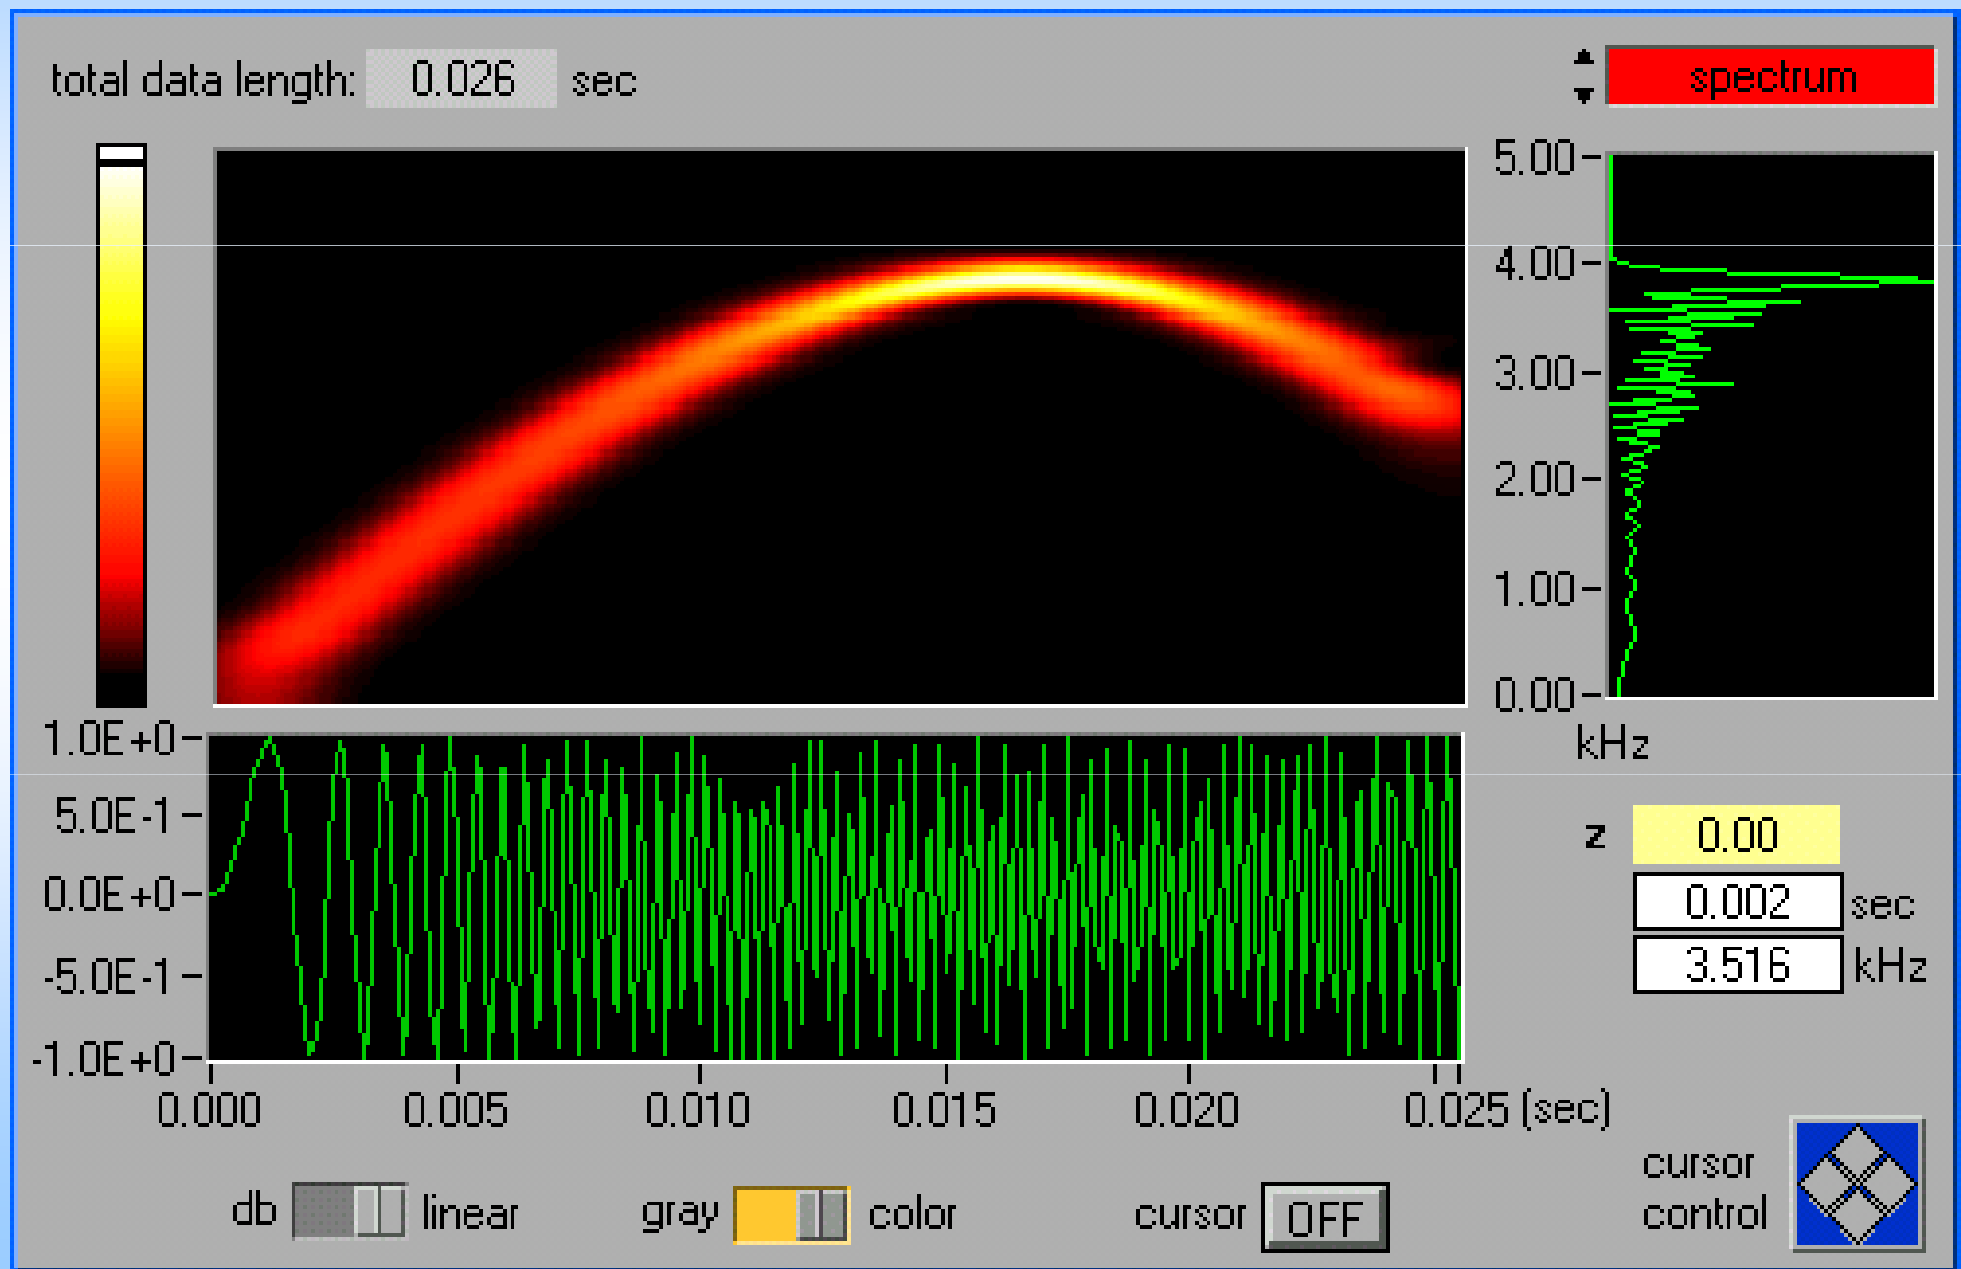 total data length: 0.026 sec
spectrum
5.00
4.00
3.00
2.00
1.00
0.00
kHz
1.0E+0
5.0E-1
0.0E+0
-5.0E-1
-1.0E+0
0.000 0.005 0.010 0.015 0.020 0.025 (sec)
z 0.00
0.002 sec
3.516 kHz
db linear gray color cursor OFF
cursor
control